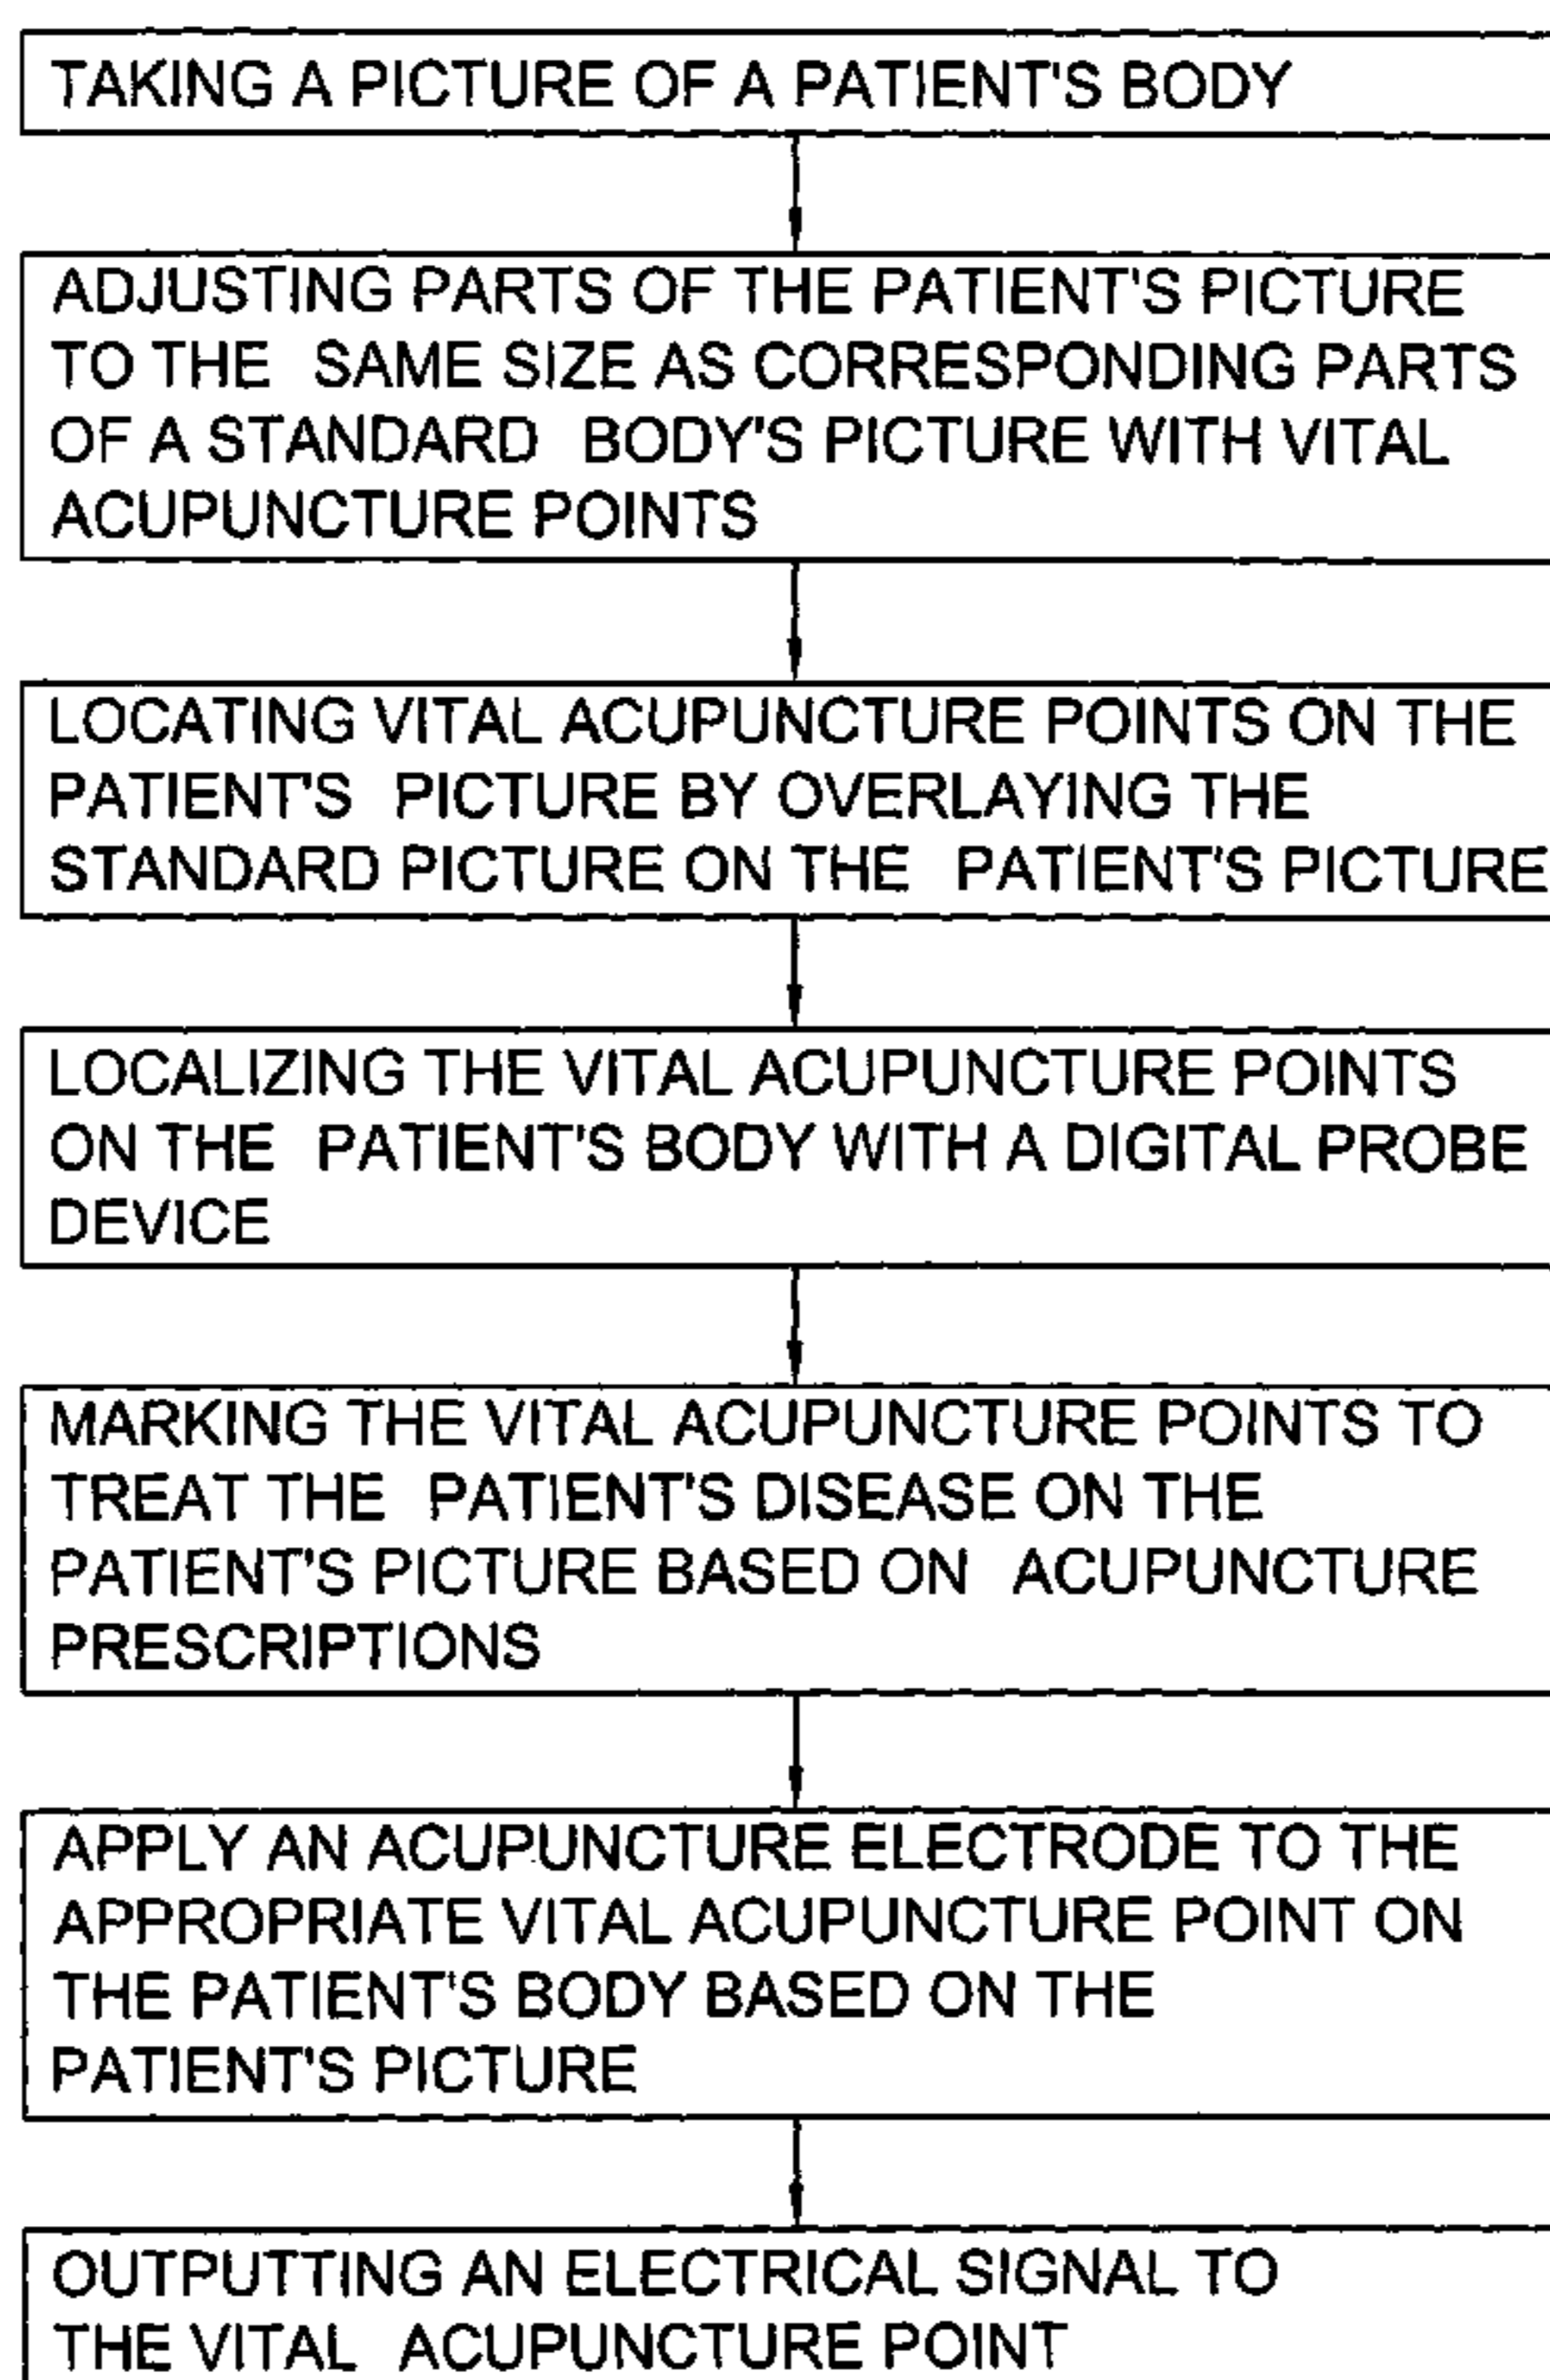 TAKING A PICTURE OF A PATIENT'S BODY
ADJUSTING PARTS OF THE PATIENT'S PICTURE
TO THE SAME SIZE AS CORRESPONDING PARTS
OF A STANDARD BODY'S PICTURE WITH VITAL
ACUPUNCTURE POINTS
LOCATING VITAL ACUPUNCTURE POINTS ON THE
PATIENT'S PICTURE BY OVERLAYING THE
STANDARD PICTURE ON THE PATIENT'S PICTURE
LOCALIZING THE VITAL ACUPUNCTURE POINTS
ON THE PATIENT'S BODY WITH A DIGITAL PROBE
DEVICE
MARKING THE VITAL ACUPUNCTURE POINTS TO
TREAT THE PATIENT'S DISEASE ON THE
PATIENT'S PICTURE BASED ON ACUPUNCTURE
PRESCRIPTIONS
APPLY AN ACUPUNCTURE ELECTRODE TO THE
APPROPRIATE VITAL ACUPUNCTURE POINT ON
THE PATIENT'S BODY BASED ON THE
PATIENT'S PICTURE
OUTPUTTING AN ELECTRICAL SIGNAL TO
THE VITAL ACUPUNCTURE POINT